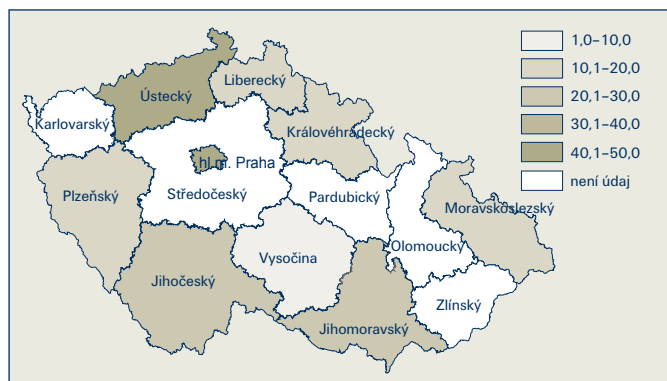 1,0–10,0
10,1–20,0
20,1–30,0
30,1–40,0
40,1–50,0
není údaj
Ústecký
Liberecký
Karlovarský
Královéhradecký
hl.m. Praha
Plzeňský
Středočeský
Pardubický
Moravskoslezský
Olomoucký
Vysočina
Jihočeský
Zlínský
Jihomoravský